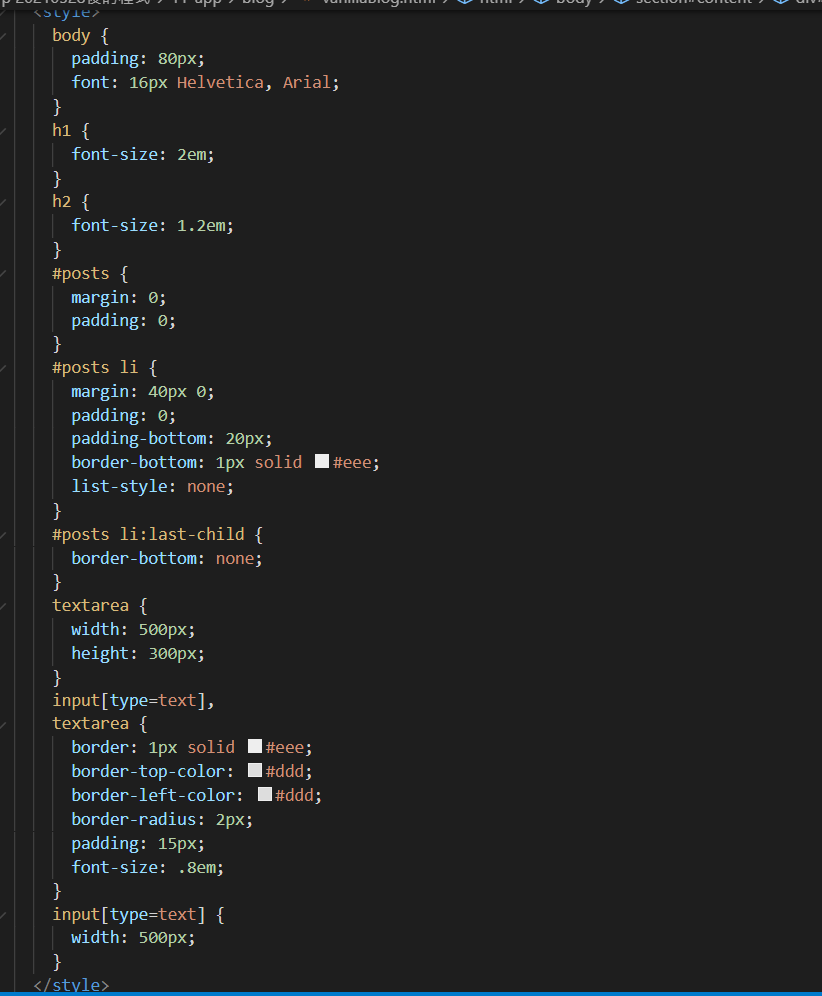 11-app > blog > vanillablog.html > html > body > section#content > div
<style>
body {
padding: 80px;
font: 16px Helvetica, Arial;
}
h1 {
font-size: 2em;
}
h2 {
font-size: 1.2em;
}
#posts {
margin: 0;
padding: 0;
}
#posts li {
margin: 40px 0;
padding: 0;
padding-bottom: 20px;
border-bottom: 1px solid #eee;
list-style: none;
}
#posts li:last-child {
border-bottom: none;
}
textarea {
width: 500px;
height: 300px;
}
input[type=text],
textarea {
border: 1px solid #eee;
border-top-color: #ddd;
border-left-color: #ddd;
border-radius: 2px;
padding: 15px;
font-size: .8em;
}
input[type=text] {
width: 500px;
}
</style>